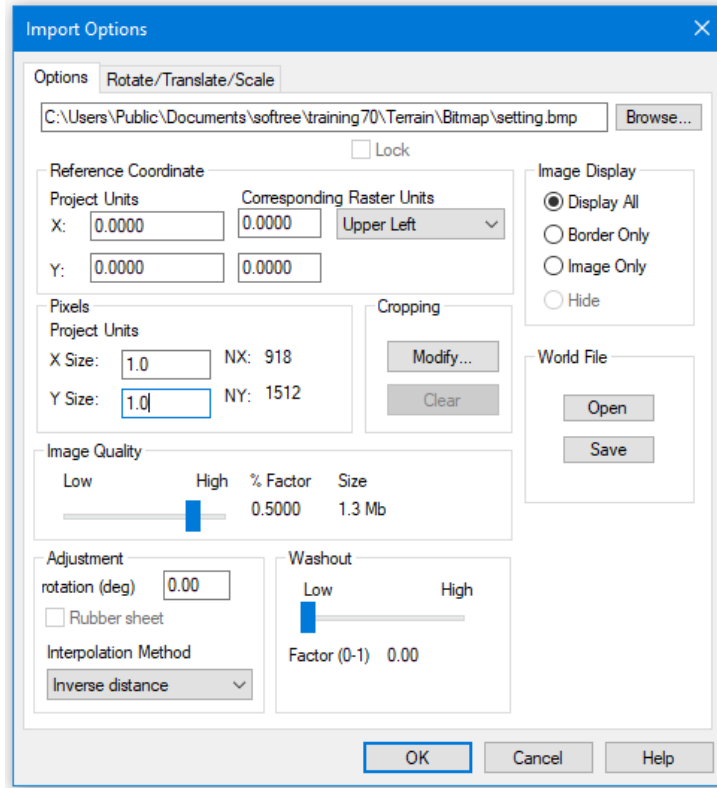 Import Options
Options Rotate/Translate/Scale
C:\Users\Public\Documents\softree\training70\Terrain\Bitmap\setting.bmp Browse...
Lock
Reference Coordinate
Project Units Corresponding Raster Units
X: 0.0000 0.0000 Upper Left
Y: 0.0000 0.0000
Image Display
Display All
Border Only
Image Only
Hide
Pixels
Project Units
X Size: 1.0 NX: 918
Y Size: 1.0 NY: 1512
Cropping
Modify...
Clear
World File
Open
Save
Image Quality
Low High % Factor Size
0.5000 1.3 Mb
Adjustment
rotation (deg) 0.00
Rubber sheet
Interpolation Method
Inverse distance
Washout
Low High
Factor (0-1) 0.00
OK Cancel Help